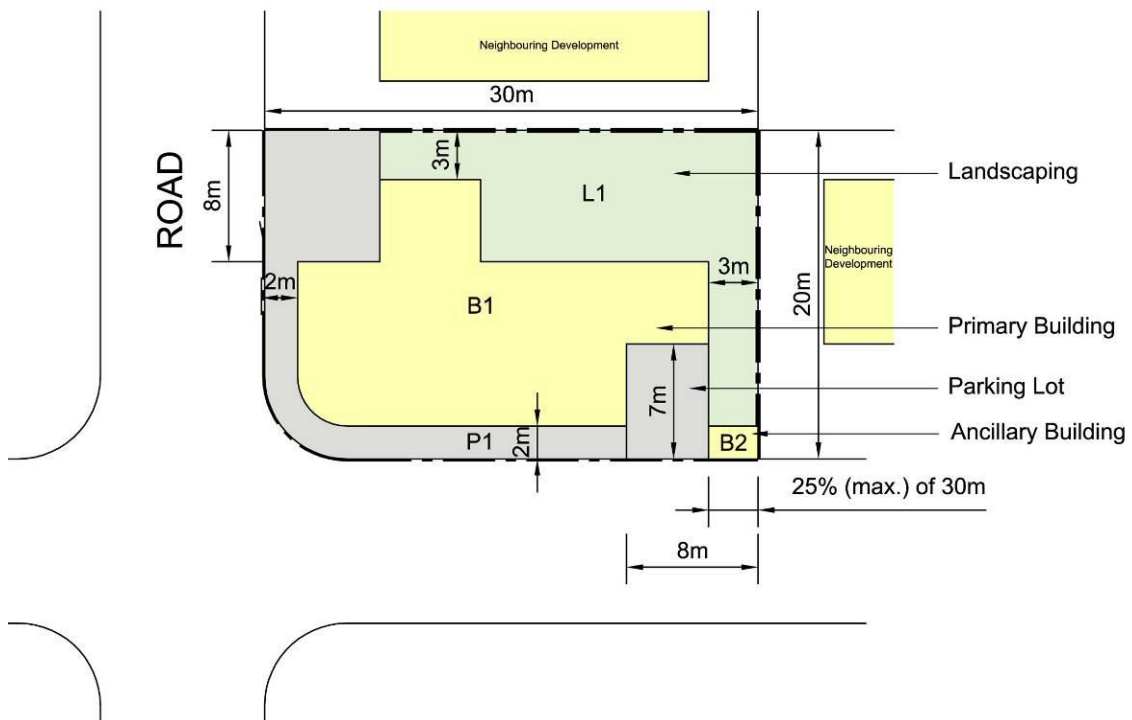 Neighbouring Development
30m
ROAD
8m
3m
L1
Landscaping
Neighbouring
Development
2m
3m
20m
B1
Primary Building
7m
Parking Lot
P1
2m
B2
Ancillary Building
25% (max.) of 30m
8m